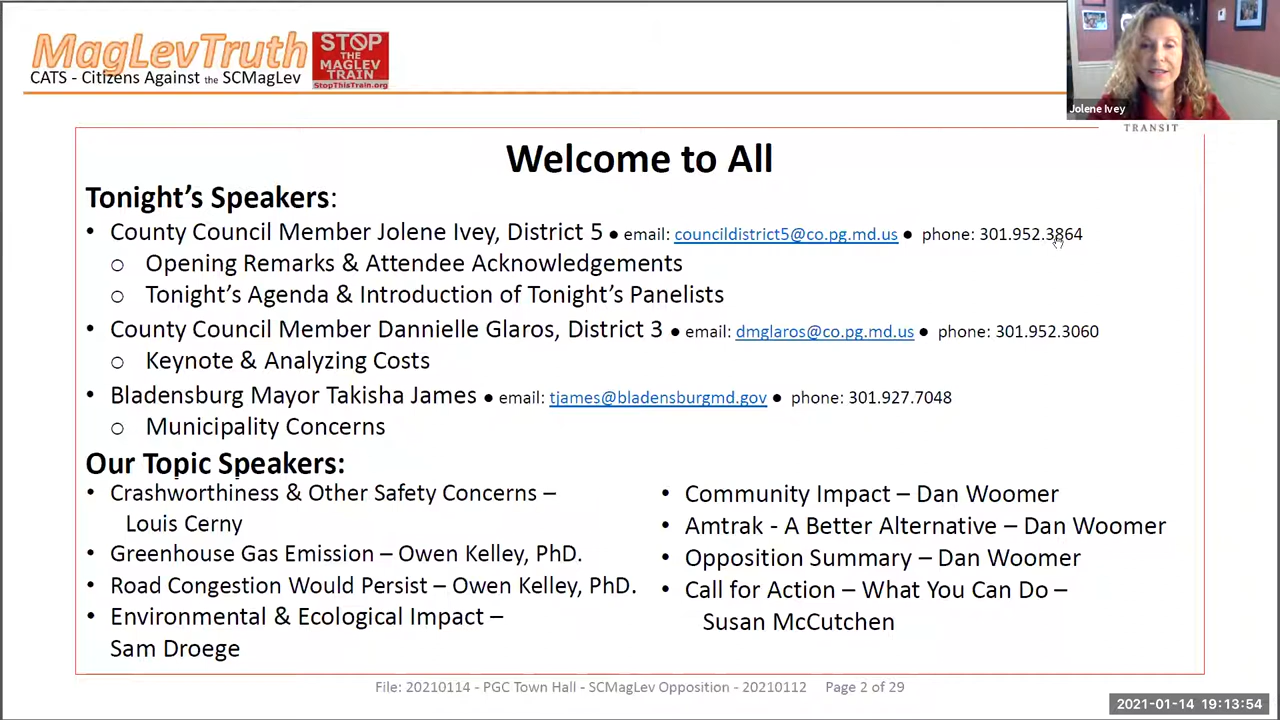 MagLevTruth
CATS - Citizens Against the SCMagLev
STOP
THE
MAGLEV
TRAIN
StopThisTrain.org
Jolene Ivey
TRANSIT
Welcome to All
Tonight's Speakers:
• County Council Member Jolene Ivey, District 5 ● email: councildistrict5@co.pg.md.us ● phone: 301.952.3864
o Opening Remarks & Attendee Acknowledgements
o Tonight's Agenda & Introduction of Tonight's Panelists
• County Council Member Dannielle Glaros, District 3 ● email: dmglaros@co.pg.md.us ● phone: 301.952.3060
o Keynote & Analyzing Costs
• Bladensburg Mayor Takisha James ● email: tjames@bladensburgmd.gov ● phone: 301.927.7048
o Municipality Concerns
Our Topic Speakers:
• Crashworthiness & Other Safety Concerns –
Louis Cerny
• Greenhouse Gas Emission – Owen Kelley, PhD.
• Road Congestion Would Persist – Owen Kelley, PhD.
• Environmental & Ecological Impact –
Sam Droege
• Community Impact – Dan Woomer
• Amtrak - A Better Alternative – Dan Woomer
• Opposition Summary – Dan Woomer
• Call for Action – What You Can Do –
Susan McCutchen
File: 20210114 - PGC Town Hall - SCMagLev Opposition - 20210112 Page 2 of 29
2021-01-14 19:13:54